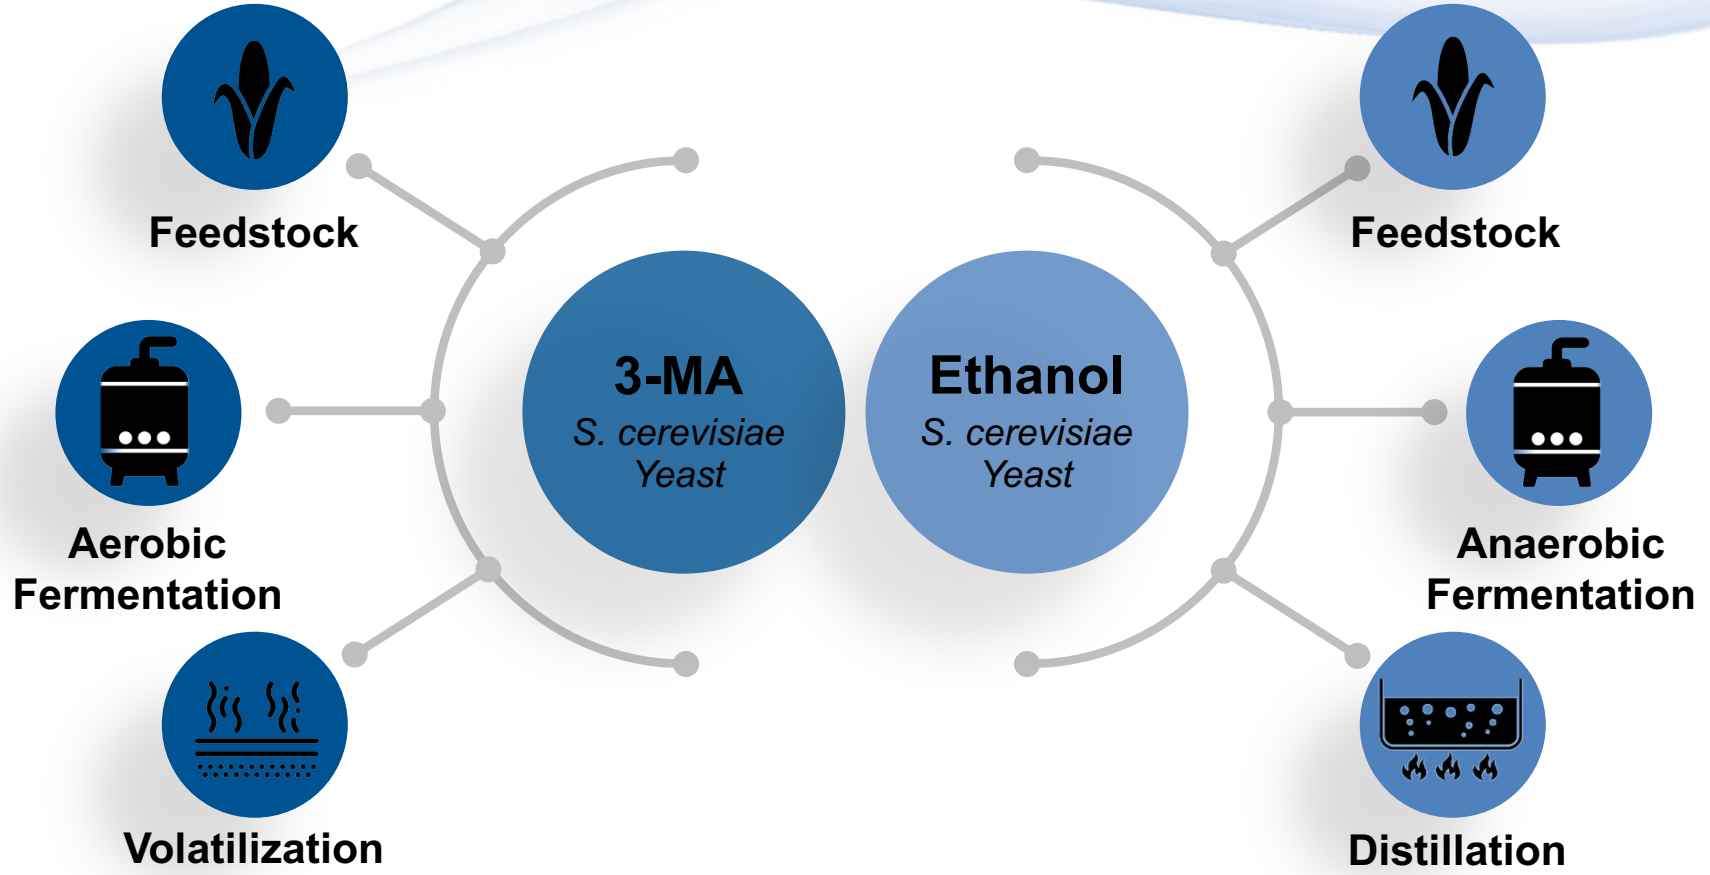 Feedstock
Aerobic
Fermentation
Volatilization
3-MA
S. cerevisiae
Yeast
Ethanol
S. cerevisiae
Yeast
Feedstock
Anaerobic
Fermentation
Distillation